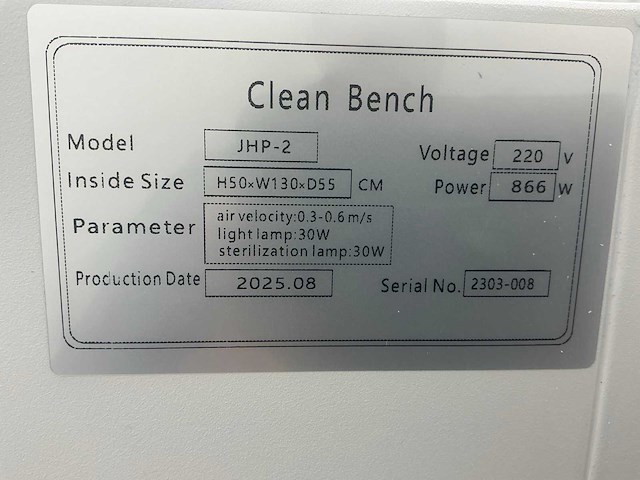 Clean Bench
Model JHP-2 Voltage 220 V
Inside Size H50×W130×D55 CM Power 866 W
Parameter air velocity:0.3-0.6m/s
light lamp:30W
sterilization lamp:30W
Production Date 2025.08 Serial No. 2303-008